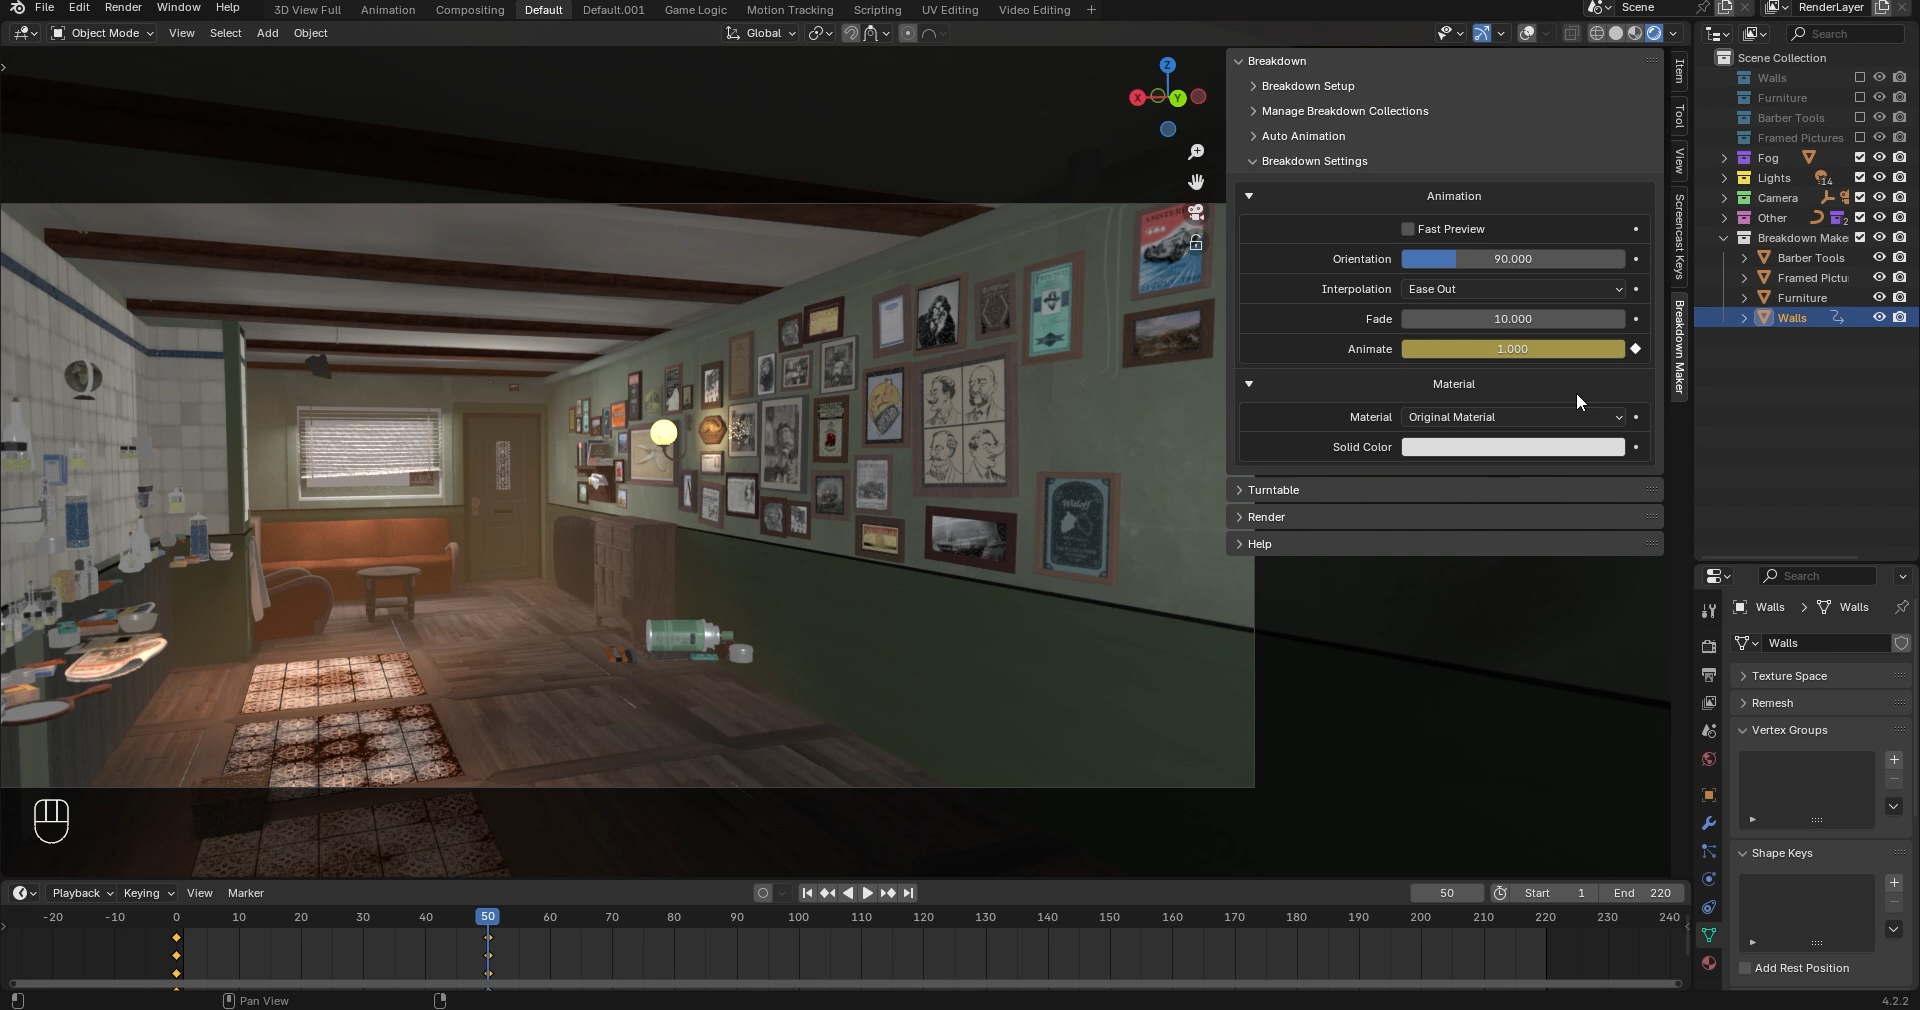 File Edit Render Window Help 3D View Full Animation Compositing Default Default.001 Game Logic Motion Tracking Scripting UV Editing Video Editing + Scene RenderLayer
Object Mode View Select Add Object Global Search
Z
X Y
Breakdown
Breakdown Setup
Manage Breakdown Collections
Auto Animation
Breakdown Settings
Animation
Fast Preview
Orientation 90.000
Interpolation Ease Out
Fade 10.000
Animate 1.000
Material
Material Original Material
Solid Color
Turntable
Render
Help
Item
Tool
View
Screencast Keys
Breakdown Maker
Scene Collection
Walls
Furniture
Barber Tools
Framed Pictures
Fog
Lights 14
Camera
Other 2
Breakdown Make
Barber Tools
Framed Pictu
Furniture
Walls
Search
Walls > Walls
Walls
Texture Space
Remesh
Vertex Groups
Shape Keys
Add Rest Position
Playback Keying View Marker 50 Start 1 End 220
-20 -10 0 10 20 30 40 50 60 70 80 90 100 110 120 130 140 150 160 170 180 190 200 210 220 230 240
Pan View 4.2.2